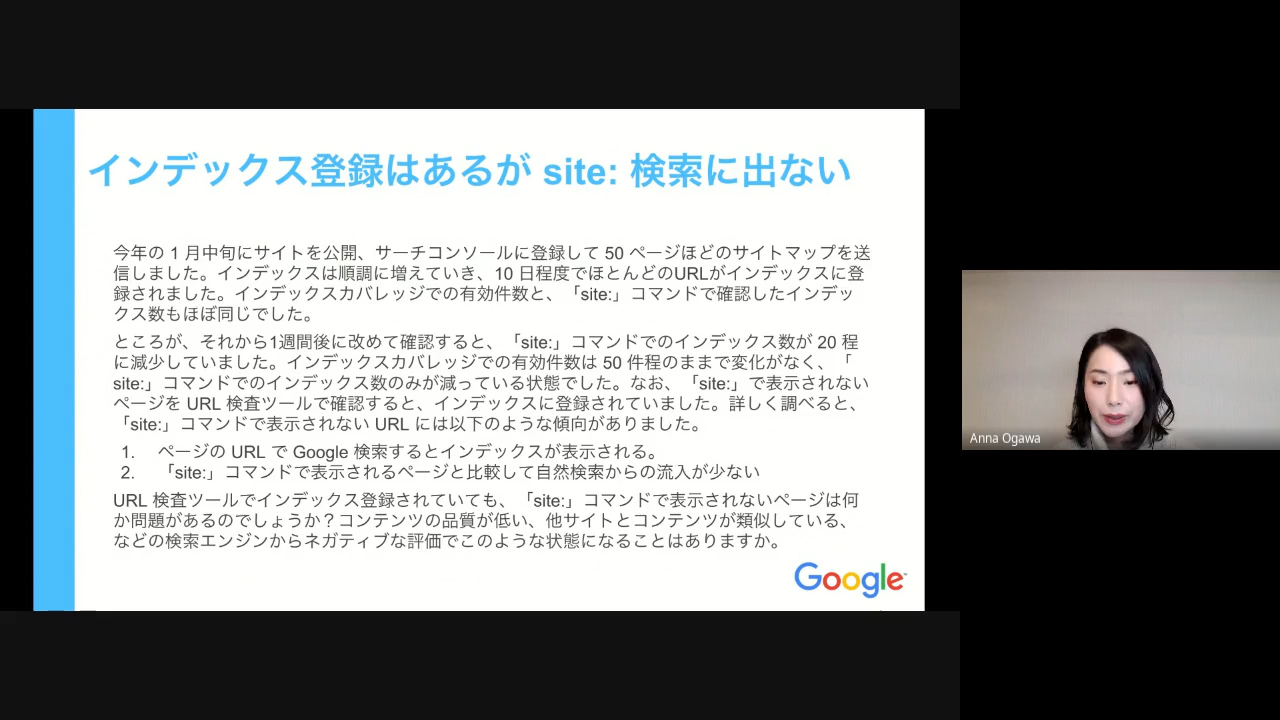 インデックス登録はあるが site: 検索に出ない
今年の 1 月中旬にサイトを公開、サーチコンソールに登録して 50 ページほどのサイトマップを送
信しました。インデックスは順調に増えていき、10 日程度でほとんどのURLがインデックスに登
録されました。インデックスカバレッジでの有効件数と、「site:」コマンドで確認したインデッ
クス数もほぼ同じでした。
ところが、それから1週間後に改めて確認すると、「site:」コマンドでのインデックス数が 20 程
に減少していました。インデックスカバレッジでの有効件数は 50 件程のままで変化がなく、「
site:」コマンドでのインデックス数のみが減っている状態でした。なお、「site:」で表示されない
ページを URL 検査ツールで確認すると、インデックスに登録されていました。詳しく調べると、
「site:」コマンドで表示されない URL には以下のような傾向がありました。
1. ページの URL で Google 検索するとインデックスが表示される。
2. 「site:」コマンドで表示されるページと比較して自然検索からの流入が少ない
URL 検査ツールでインデックス登録されていても、「site:」コマンドで表示されないページは何
か問題があるのでしょうか？コンテンツの品質が低い、他サイトとコンテンツが類似している、
などの検索エンジンからネガティブな評価でこのような状態になることはありますか。
Google
Anna Ogawa